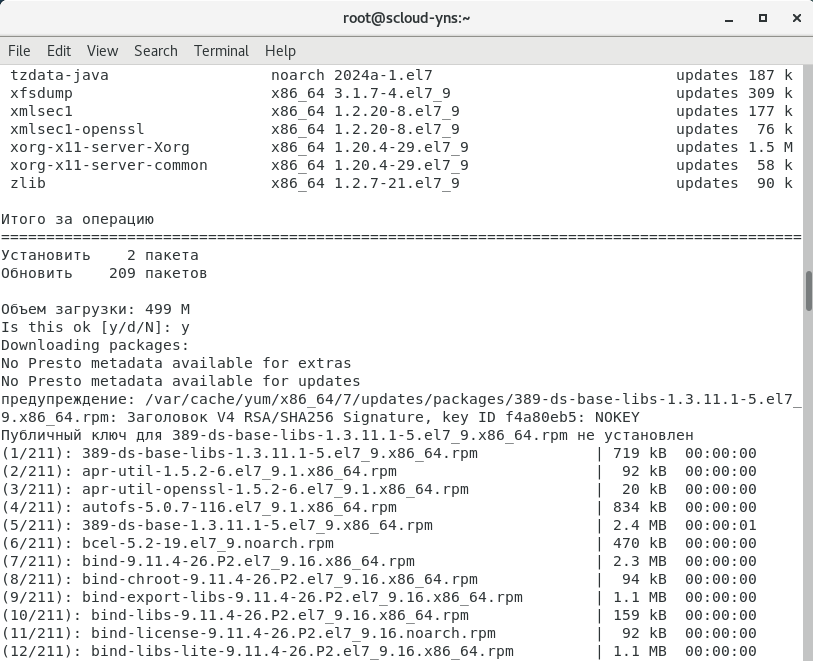 root@scloud-yns:~
File Edit View Search Terminal Help
tzdata-java noarch 2024a-1.el7 updates 187 k
xfsdump x86_64 3.1.7-4.el7_9 updates 309 k
xmlsec1 x86_64 1.2.20-8.el7_9 updates 177 k
xmlsec1-openssl x86_64 1.2.20-8.el7_9 updates 76 k
xorg-x11-server-Xorg x86_64 1.20.4-29.el7_9 updates 1.5 M
xorg-x11-server-common x86_64 1.20.4-29.el7_9 updates 58 k
zlib x86_64 1.2.7-21.el7_9 updates 90 k
Итого за операцию
=========================================================================================
Установить 2 пакета
Обновить 209 пакетов
Объем загрузки: 499 M
Is this ok [y/d/N]: y
Downloading packages:
No Presto metadata available for extras
No Presto metadata available for updates
предупреждение: /var/cache/yum/x86_64/7/updates/packages/389-ds-base-libs-1.3.11.1-5.el7_
9.x86_64.rpm: Заголовок V4 RSA/SHA256 Signature, key ID f4a80eb5: NOKEY
Публичный ключ для 389-ds-base-libs-1.3.11.1-5.el7_9.x86_64.rpm не установлен
(1/211): 389-ds-base-libs-1.3.11.1-5.el7_9.x86_64.rpm | 719 kB 00:00:00
(2/211): apr-util-1.5.2-6.el7_9.1.x86_64.rpm | 92 kB 00:00:00
(3/211): apr-util-openssl-1.5.2-6.el7_9.1.x86_64.rpm | 20 kB 00:00:00
(4/211): autofs-5.0.7-116.el7_9.1.x86_64.rpm | 834 kB 00:00:00
(5/211): 389-ds-base-1.3.11.1-5.el7_9.x86_64.rpm | 2.4 MB 00:00:01
(6/211): bcel-5.2-19.el7_9.noarch.rpm | 470 kB 00:00:00
(7/211): bind-9.11.4-26.P2.el7_9.16.x86_64.rpm | 2.3 MB 00:00:00
(8/211): bind-chroot-9.11.4-26.P2.el7_9.16.x86_64.rpm | 94 kB 00:00:00
(9/211): bind-export-libs-9.11.4-26.P2.el7_9.16.x86_64.rpm | 1.1 MB 00:00:00
(10/211): bind-libs-9.11.4-26.P2.el7_9.16.x86_64.rpm | 159 kB 00:00:00
(11/211): bind-license-9.11.4-26.P2.el7_9.16.noarch.rpm | 92 kB 00:00:00
(12/211): bind-libs-lite-9.11.4-26.P2.el7_9.16.x86_64.rpm | 1.1 MB 00:00:00